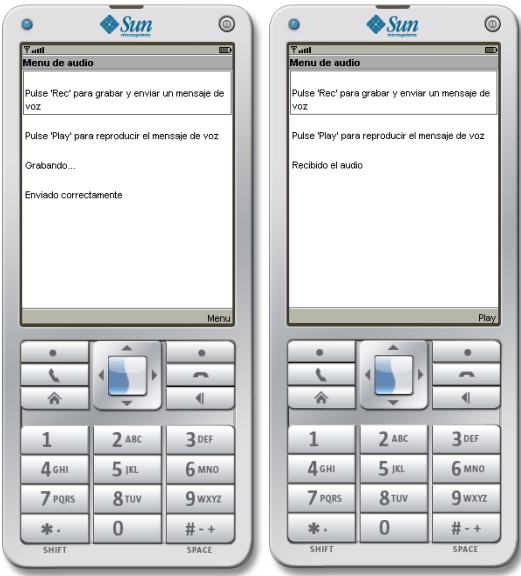 Sun
microsystems
Menu de audio
Pulse 'Rec' para grabar y enviar un mensaje de
voz
Pulse 'Play' para reproducir el mensaje de voz
Grabando...
Enviado correctamente
Menu
1
2 ABC
3 DEF
4 GHI
5 JKL
6 MNO
7 PQRS
8 TUV
9 WXYZ
* .
0
# - +
SHIFT
SPACE
Sun
microsystems
Menu de audio
Pulse 'Rec' para grabar y enviar un mensaje de
voz
Pulse 'Play' para reproducir el mensaje de voz
Recibido el audio
Play
1
2 ABC
3 DEF
4 GHI
5 JKL
6 MNO
7 PQRS
8 TUV
9 WXYZ
* .
0
# - +
SHIFT
SPACE